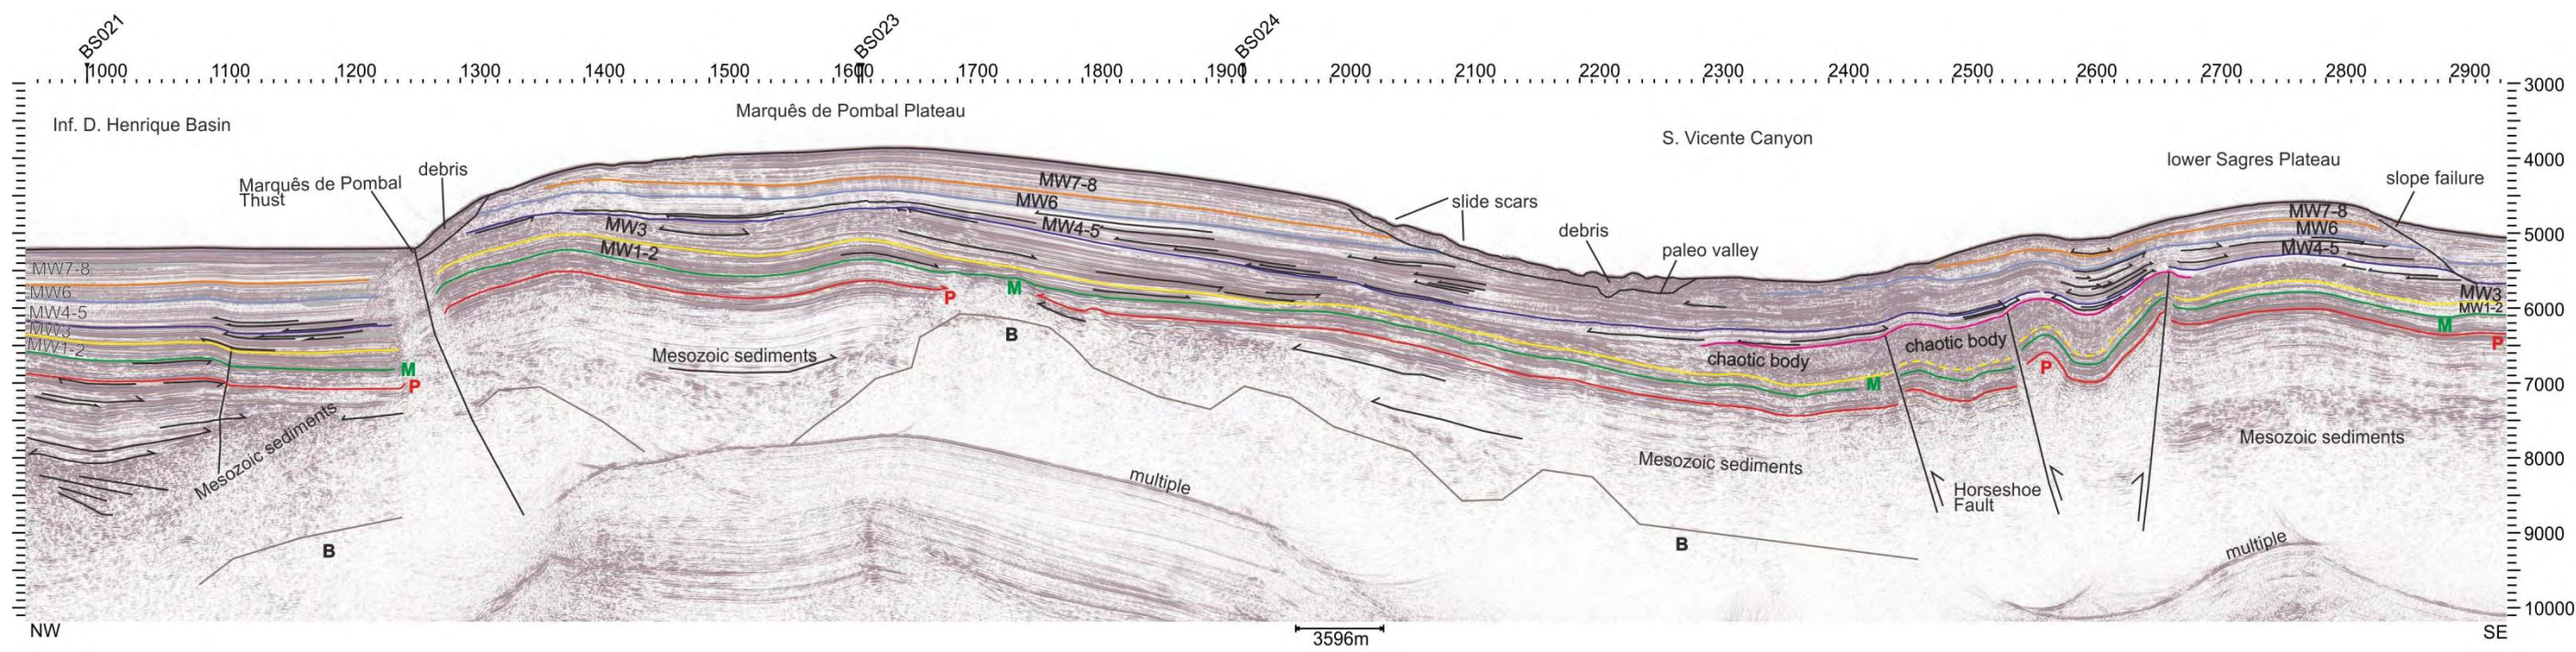 BS021
BS023
BS024
1000 1100 1200 1300 1400 1500 1600 1700 1800 1900 2000 2100 2200 2300 2400 2500 2600 2700 2800 2900
3000
Marquês de Pombal Plateau
Inf. D. Henrique Basin
S. Vicente Canyon
lower Sagres Plateau
4000
debris
Marquês de Pombal
Thust
slope failure
MW7-8
MW6
slide scars
MW7-8
MW6
MW4-5
MW3
MW4-5
MW1-2
debris
paleo valley
5000
MW7-8
MW6
MW4-5
MW3
MW1-2
P
M
B
MW3
MW1-2
M
P
6000
Mesozoic sediments
chaotic body
chaotic body
P
M
M
P
7000
Mesozoic sediments
Mesozoic sediments
Mesozoic sediments
8000
multiple
Horseshoe
Fault
B
B
multiple
9000
10000
NW
3596m
SE